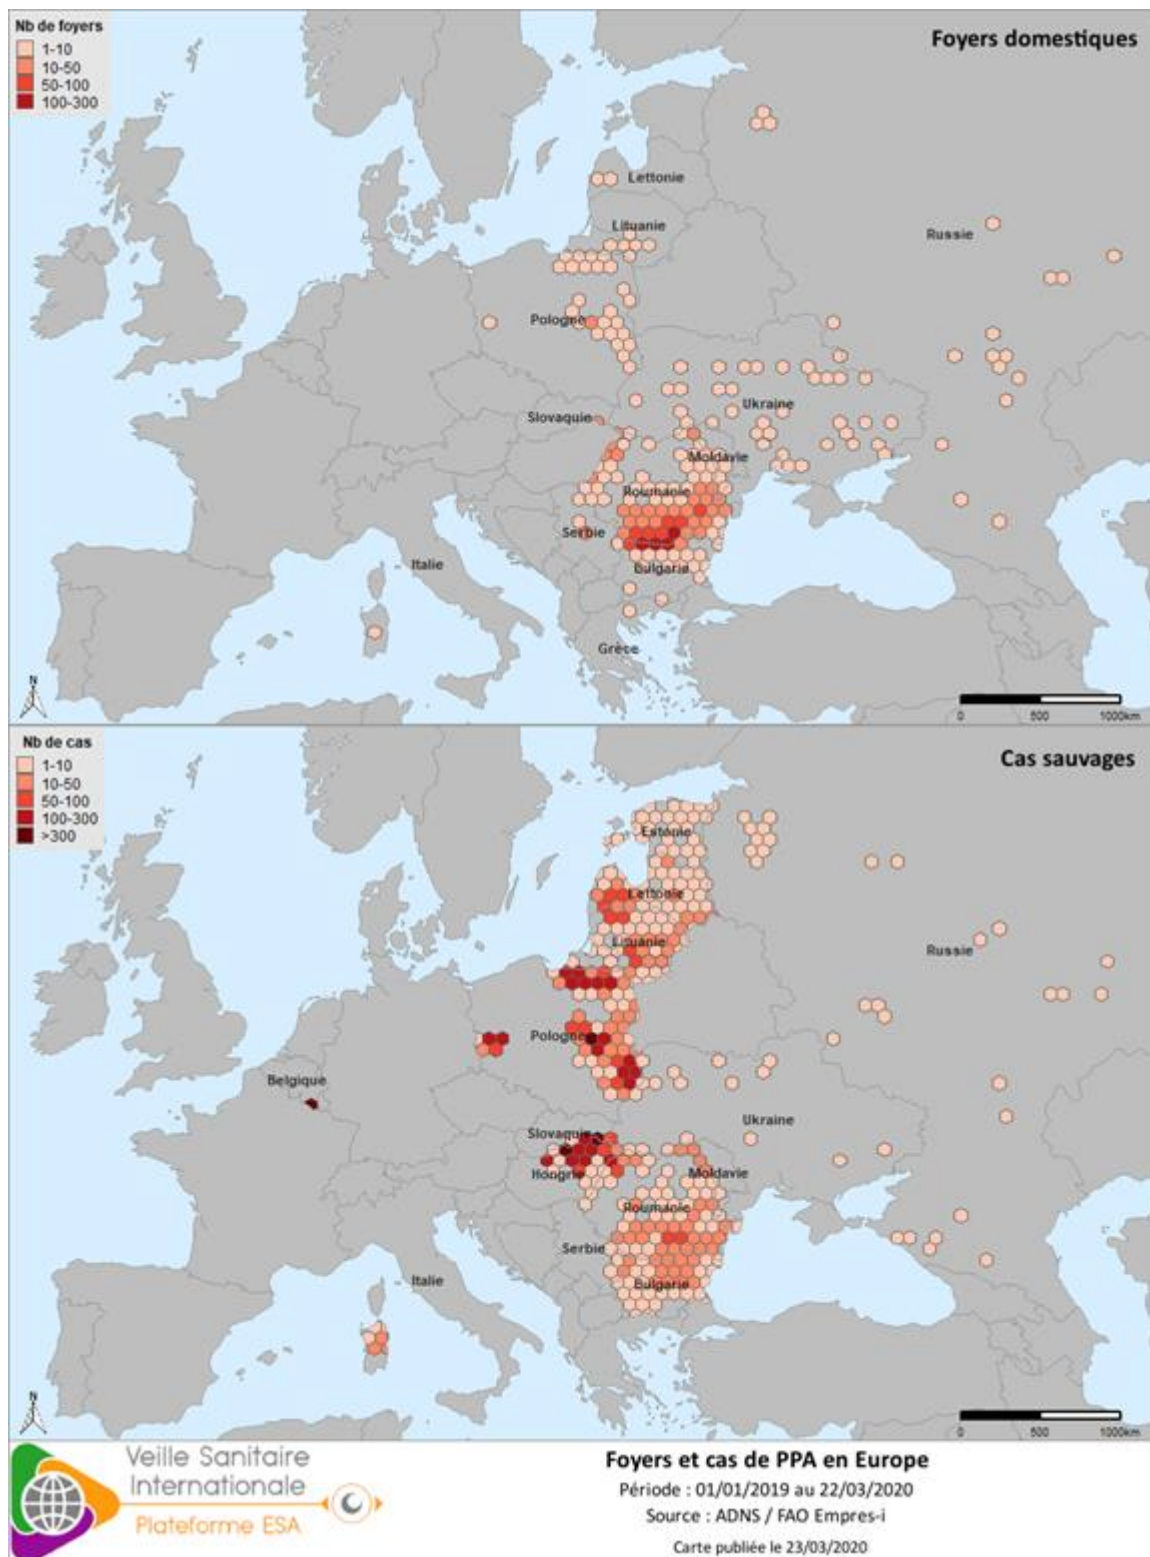 Nb de foyers
1-10
10-50
50-100
100-300
Foyers domestiques
Lettonie
Lituanie
Russie
Pologne
Slovaquie
Ukraine
Moldavie
Roumanie
Serbie
Italie
Bulgarie
Grèce
N
0 500 1000km
Nb de cas
1-10
10-50
50-100
100-300
>300
Cas sauvages
Estonie
Lettonie
Lituanie
Russie
Pologne
Belgique
Ukraine
Slovaquie
Hongrie
Moldavie
Roumanie
Serbie
Italie
Bulgarie
N
0 500 1000km
Veille Sanitaire
Internationale
Plateforme ESA
Foyers et cas de PPA en Europe
Période : 01/01/2019 au 22/03/2020
Source : ADNS / FAO Empres-i
Carte publiée le 23/03/2020